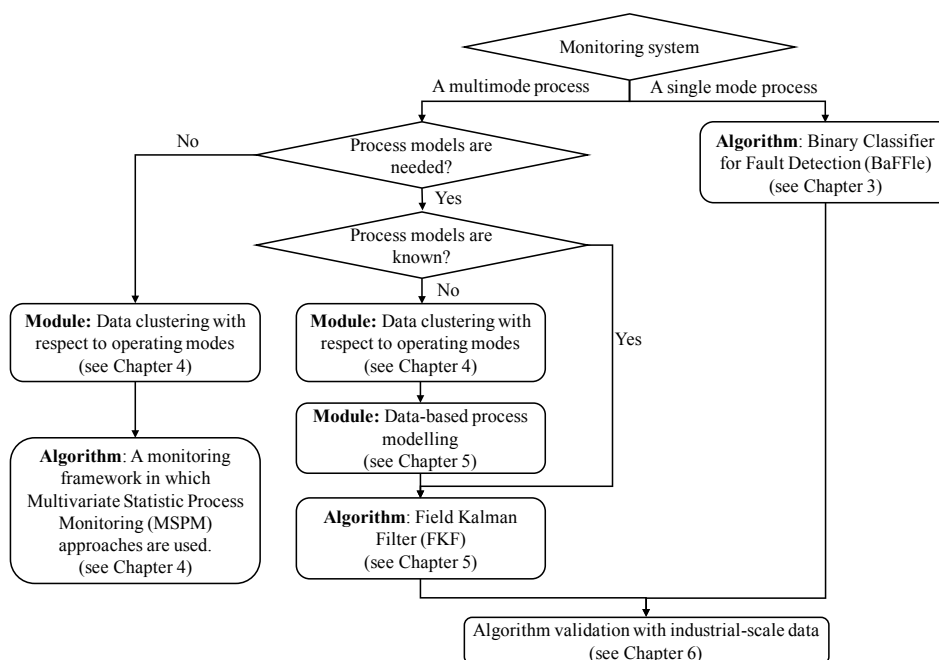 Monitoring system
A multimode process
A single mode process
No
Process models are
needed?
Algorithm: Binary Classifier
for Fault Detection (BaFFle)
(see Chapter 3)
Yes
Process models are
known?
No
Yes
Module: Data clustering with
respect to operating modes
(see Chapter 4)
Module: Data clustering with
respect to operating modes
(see Chapter 4)
Module: Data-based process
modelling
(see Chapter 5)
Algorithm: A monitoring
framework in which
Multivariate Statistic Process
Monitoring (MSPM)
approaches are used.
(see Chapter 4)
Algorithm: Field Kalman
Filter (FKF)
(see Chapter 5)
Algorithm validation with industrial-scale data
(see Chapter 6)